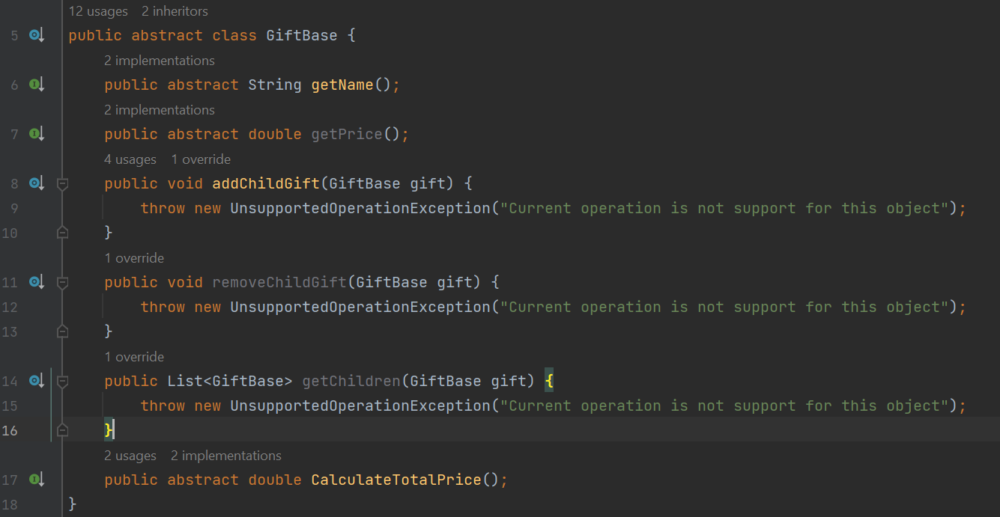 12 usages 2 inheritors
5 public abstract class GiftBase {
2 implementations
6 public abstract String getName();
2 implementations
7 public abstract double getPrice();
4 usages 1 override
8 public void addChildGift(GiftBase gift) {
9 throw new UnsupportedOperationException("Current operation is not support for this object");
10 }
1 override
11 public void removeChildGift(GiftBase gift) {
12 throw new UnsupportedOperationException("Current operation is not support for this object");
13 }
1 override
14 public List<GiftBase> getChildren(GiftBase gift) {
15 throw new UnsupportedOperationException("Current operation is not support for this object");
16 }
2 usages 2 implementations
17 public abstract double CalculateTotalPrice();
18 }